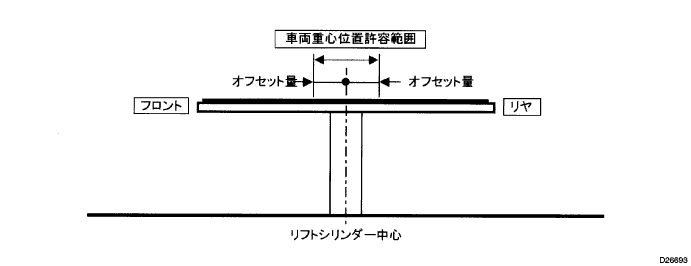 車両重心位置許容範囲
オフセット量
オフセット量
フロント
リヤ
リフトシリンダー中心
D26693